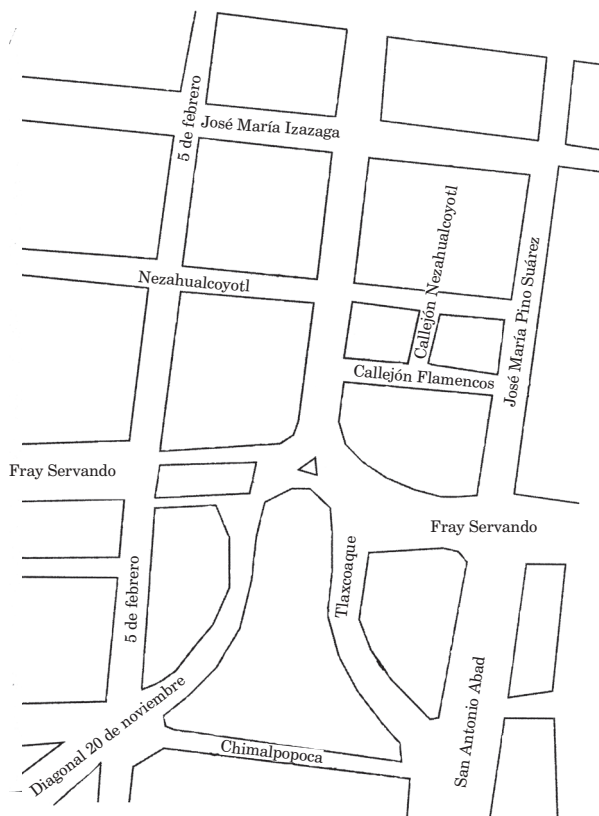 5 de febrero
José María Izazaga
Callejón Nezahualcoyotl
José María Pino Suárez
Nezahualcoyotl
Callejón Flamencos
Fray Servando
Fray Servando
Tlaxcoaque
5 de febrero
Diagonal 20 de noviembre
San Antonio Abad
Chimalpopoca